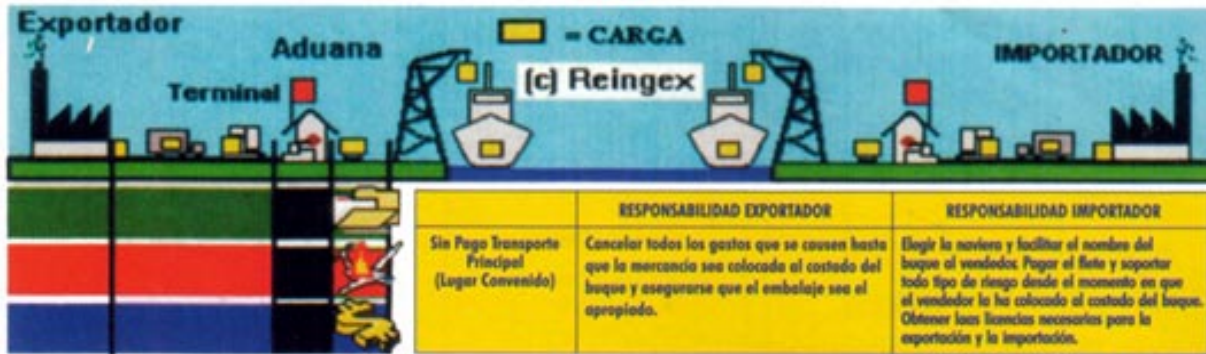 Exportador
Aduana
= CARGA
Terminal
(c) Reingex
IMPORTADOR
RESPONSABILIDAD EXPORTADOR
RESPONSABILIDAD IMPORTADOR
Sin Pago Transporte
Principal
(Lugar Convenido)
Cancelar todos los gastos que se causen hasta
que la mercancia sea colocada al costado del
buque y asegurarse que el embalaje sea el
apropiado.
Elegir la naviera y facilitar el nombre del
buque al vendedor. Pagar el flete y soportar
todo tipo de riesgo desde el momento en que
el vendedor la ha colocado al costado del buque.
Obtener laas licencias necesarias para la
exportación y la importación.